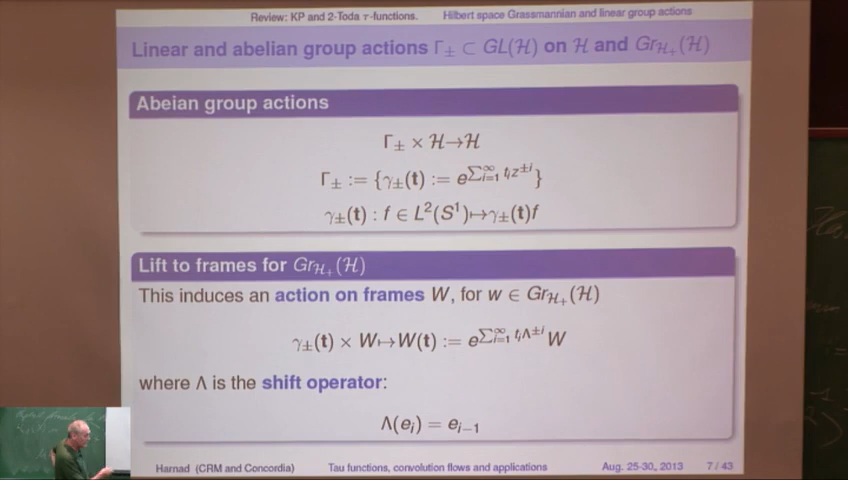 Review: KP and 2-Toda τ-functions. Hilbert space Grassmannian and linear group actions
Linear and abelian group actions Γ± ⊂ GL(ℋ) on ℋ and Gr_{ℋ₊}(ℋ)
Abeian group actions
Γ± × ℋ→ℋ
Γ± := {γ±(t) := e^{∑_{i=1}^{∞} t_i z^{±i}}}
γ±(t) : f ∈ L²(S¹)↦γ±(t)f
Lift to frames for Gr_{ℋ₊}(ℋ)
This induces an action on frames W, for w ∈ Gr_{ℋ₊}(ℋ)
γ±(t) × W↦W(t) := e^{∑_{i=1}^{∞} t_i Λ^{±i}} W
where Λ is the shift operator:
Λ(e_i) = e_{i−1}
Harnad (CRM and Concordia) Tau functions, convolution flows and applications Aug. 25-30, 2013 7 / 43